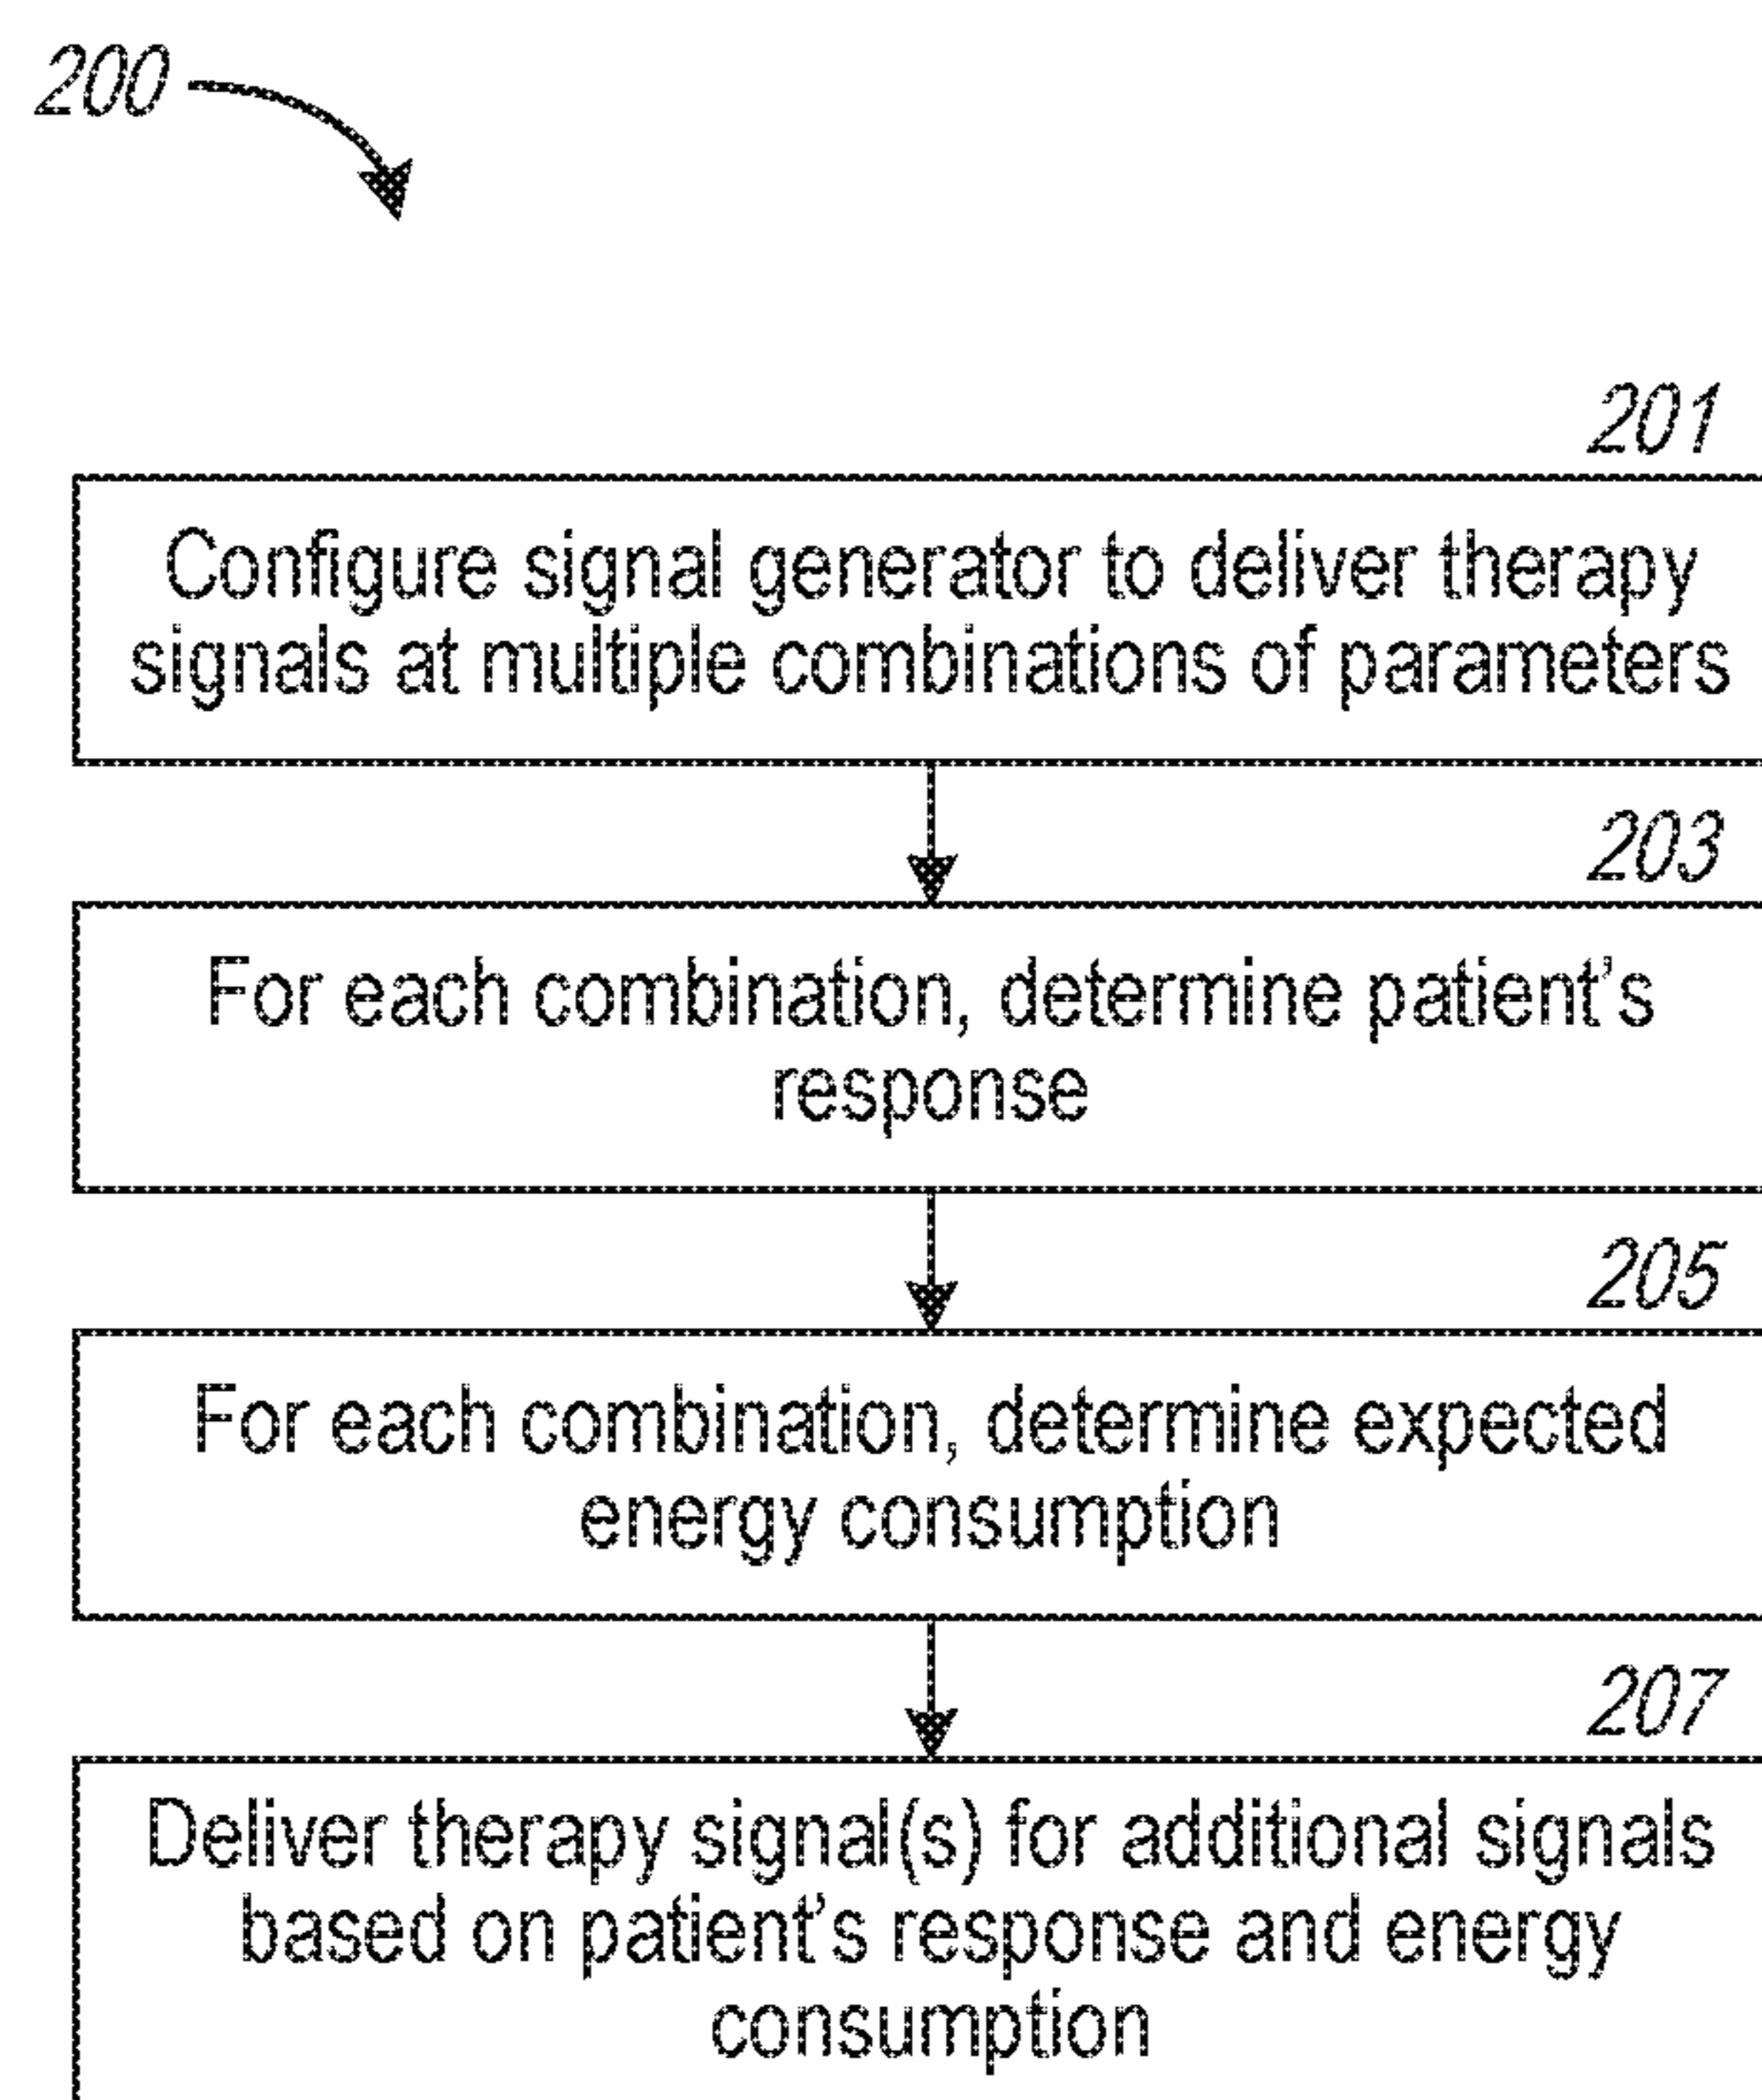 200
201
Configure signal generator to deliver therapy
signals at multiple combinations of parameters
203
For each combination, determine patient's
response
205
For each combination, determine expected
energy consumption
207
Deliver therapy signal(s) for additional signals
based on patient's response and energy
consumption